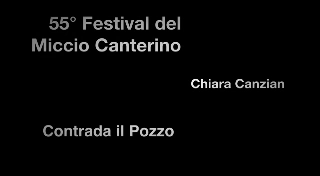 55° Festival del
Miccio Canterino
Chiara Canzian
Contrada il Pozzo